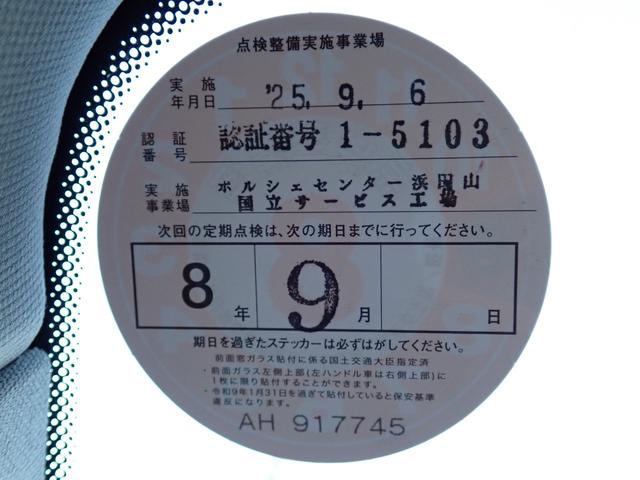 点検整備実施事業場
実施年月日 '25. 9. 6
認証番号 認証番号 1-5103
実施事業場 ポルシェセンター浜田山
国立サービス工場
次回の定期点検は、次の期日までに行ってください。
8年 9月 日
期日を過ぎたステッカーは必ずはがしてください。
前面窓ガラス貼付に係る国土交通大臣指定済
・前面ガラス左側上部(左ハンドル車は右側上部)に
1枚に限り貼付することができます。
・令和9年1月31日を過ぎて貼付していると保安基準
違反になります。
AH 917745